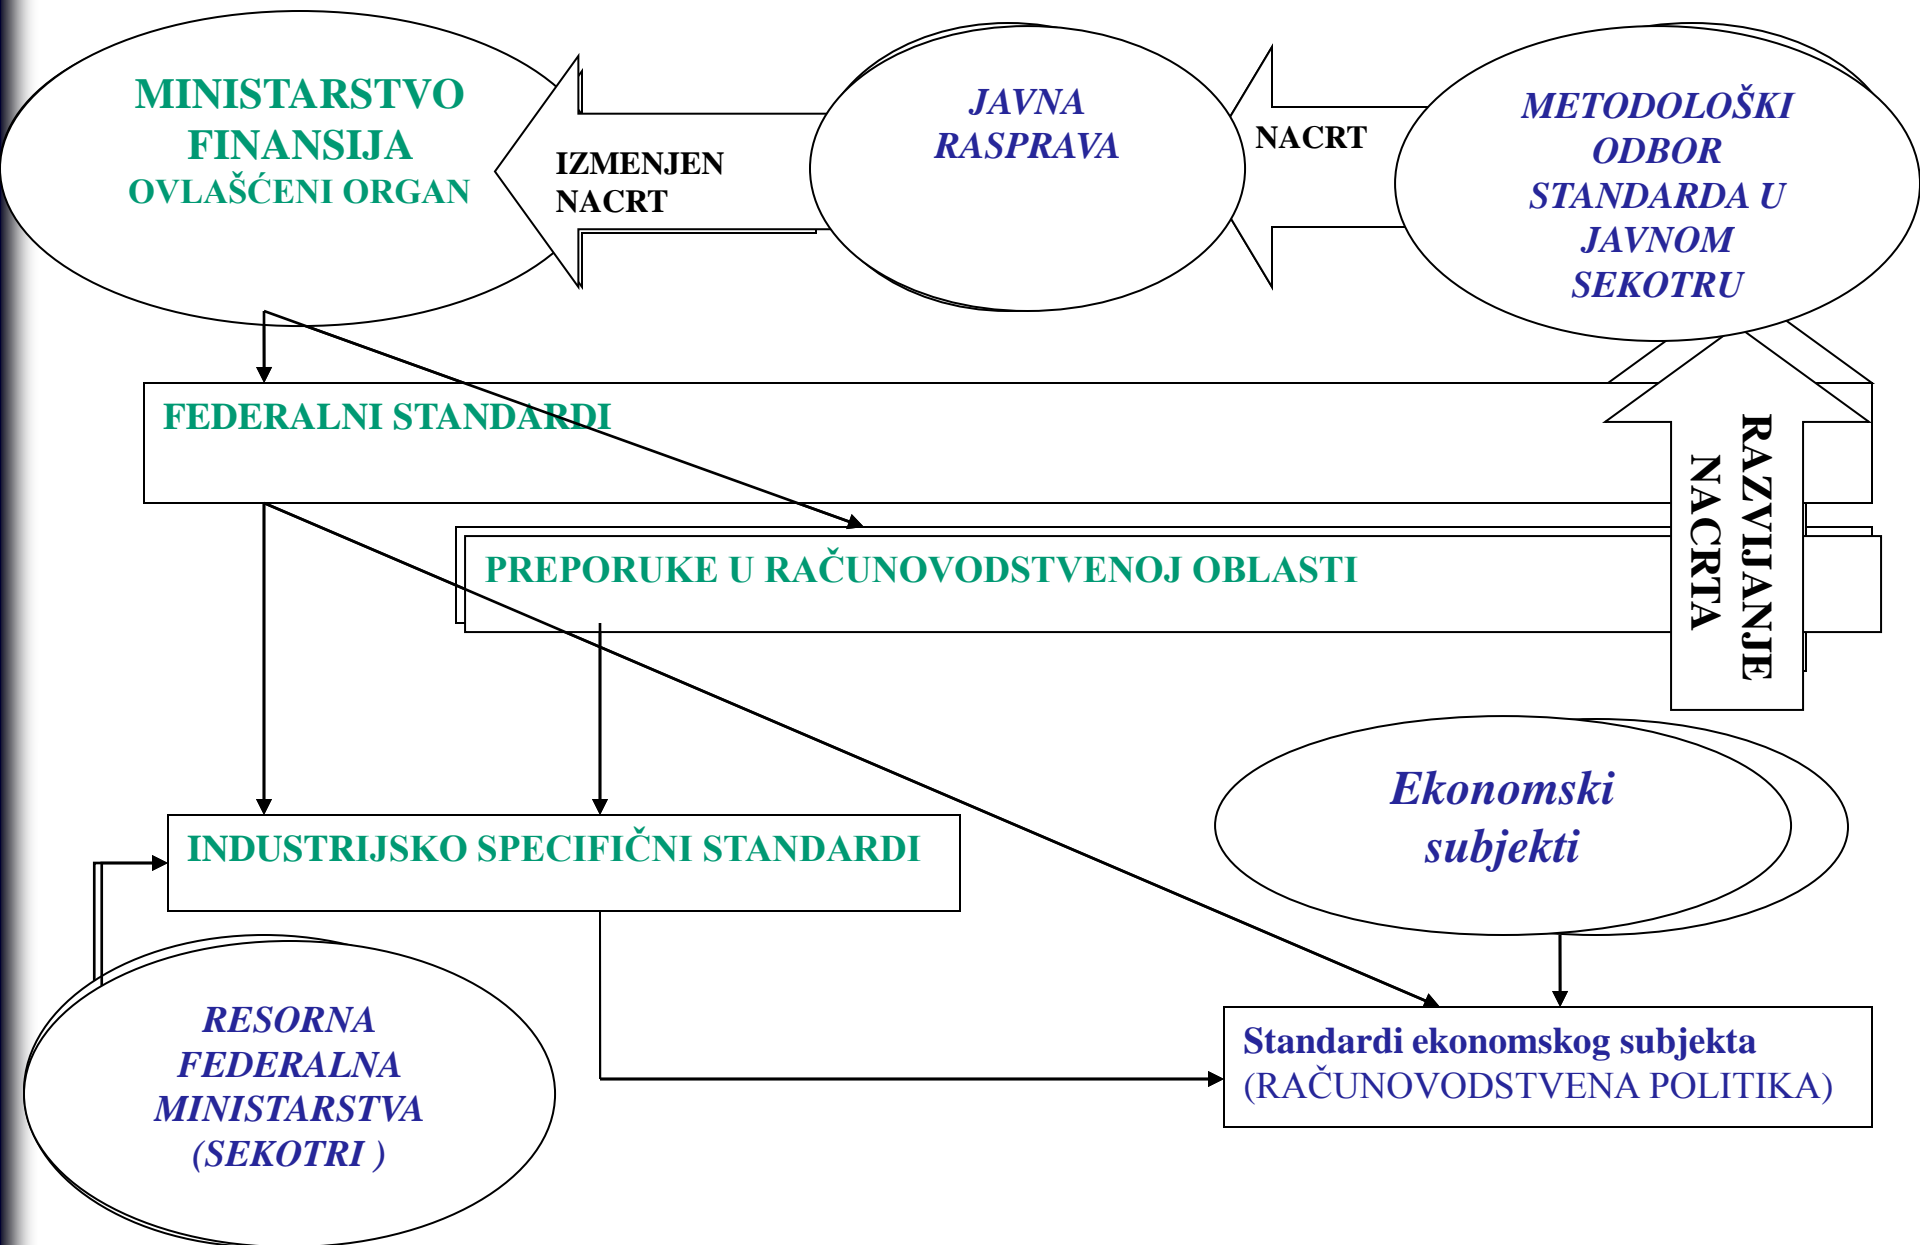 MINISTARSTVO
FINANSIJA
OVLAŠĆENI ORGAN
IZMENJEN
NACRT
JAVNA
RASPRAVA
NACRT
METODOLOŠKI
ODBOR
STANDARDA U
JAVNOM
SEKOTRU
FEDERALNI STANDARDI
PREPORUKE U RAČUNOVODSTVENOJ OBLASTI
RAZVIJANJE
NACRTA
Ekonomski
subjekti
INDUSTRIJSKO SPECIFIČNI STANDARDI
RESORNA
FEDERALNA
MINISTARSTVA
(SEKOTRI )
Standardi ekonomskog subjekta
(RAČUNOVODSTVENA POLITIKA)